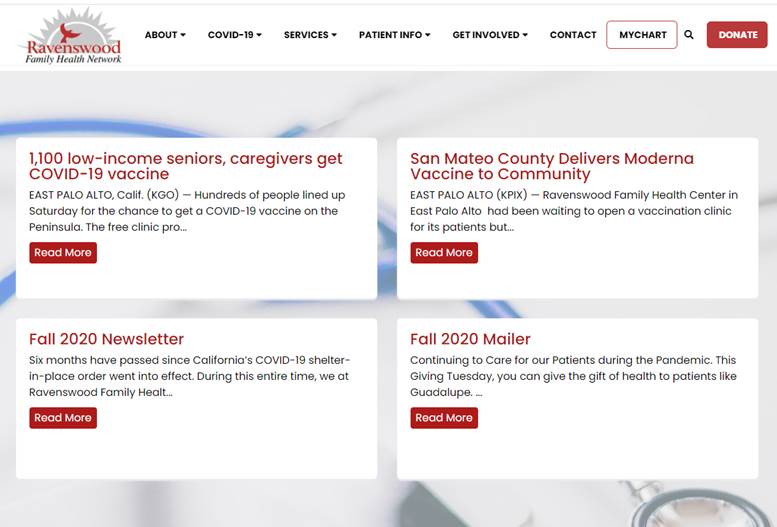 Ravenswood
Family Health Network
ABOUT
COVID-19
SERVICES
PATIENT INFO
GET INVOLVED
CONTACT
MYCHART
DONATE
1,100 low-income seniors, caregivers get
COVID-19 vaccine
EAST PALO ALTO, Calif. (KGO) — Hundreds of people lined up
Saturday for the chance to get a COVID-19 vaccine on the
Peninsula. The free clinic pro...
Read More
San Mateo County Delivers Moderna
Vaccine to Community
EAST PALO ALTO (KPIX) — Ravenswood Family Health Center in
East Palo Alto had been waiting to open a vaccination clinic
for its patients but...
Read More
Fall 2020 Newsletter
Six months have passed since California’s COVID-19 shelter-
in-place order went into effect. During this entire time, we at
Ravenswood Family Healt...
Read More
Fall 2020 Mailer
Continuing to Care for our Patients during the Pandemic. This
Giving Tuesday, you can give the gift of health to patients like
Guadalupe. ...
Read More